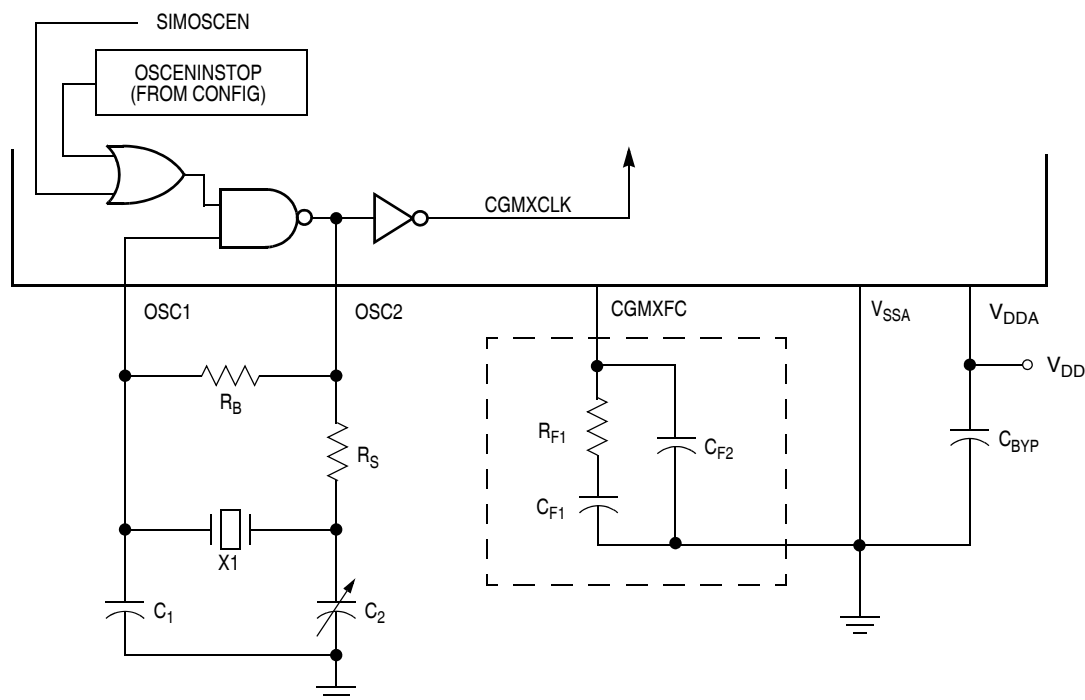 SIMOSCEN
OSCENINSTOP
(FROM CONFIG)
CGMXCLK
OSC1
OSC2
CGMXFC
VSSA
VDDA
VDD
RB
RS
RF1
CF2
CBYP
CF1
X1
C1
C2